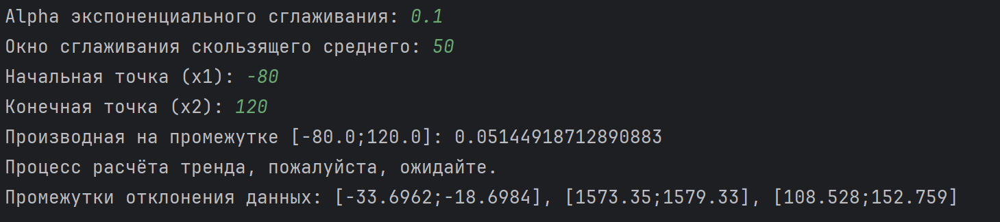 Alpha экспоненциального сглаживания: 0.1
Окно сглаживания скользящего среднего: 50
Начальная точка (x1): -80
Конечная точка (x2): 120
Производная на промежутке [-80.0;120.0]: 0.05144918712890883
Процесс расчёта тренда, пожалуйста, ожидайте.
Промежутки отклонения данных: [-33.6962;-18.6984], [1573.35;1579.33], [108.528;152.759]